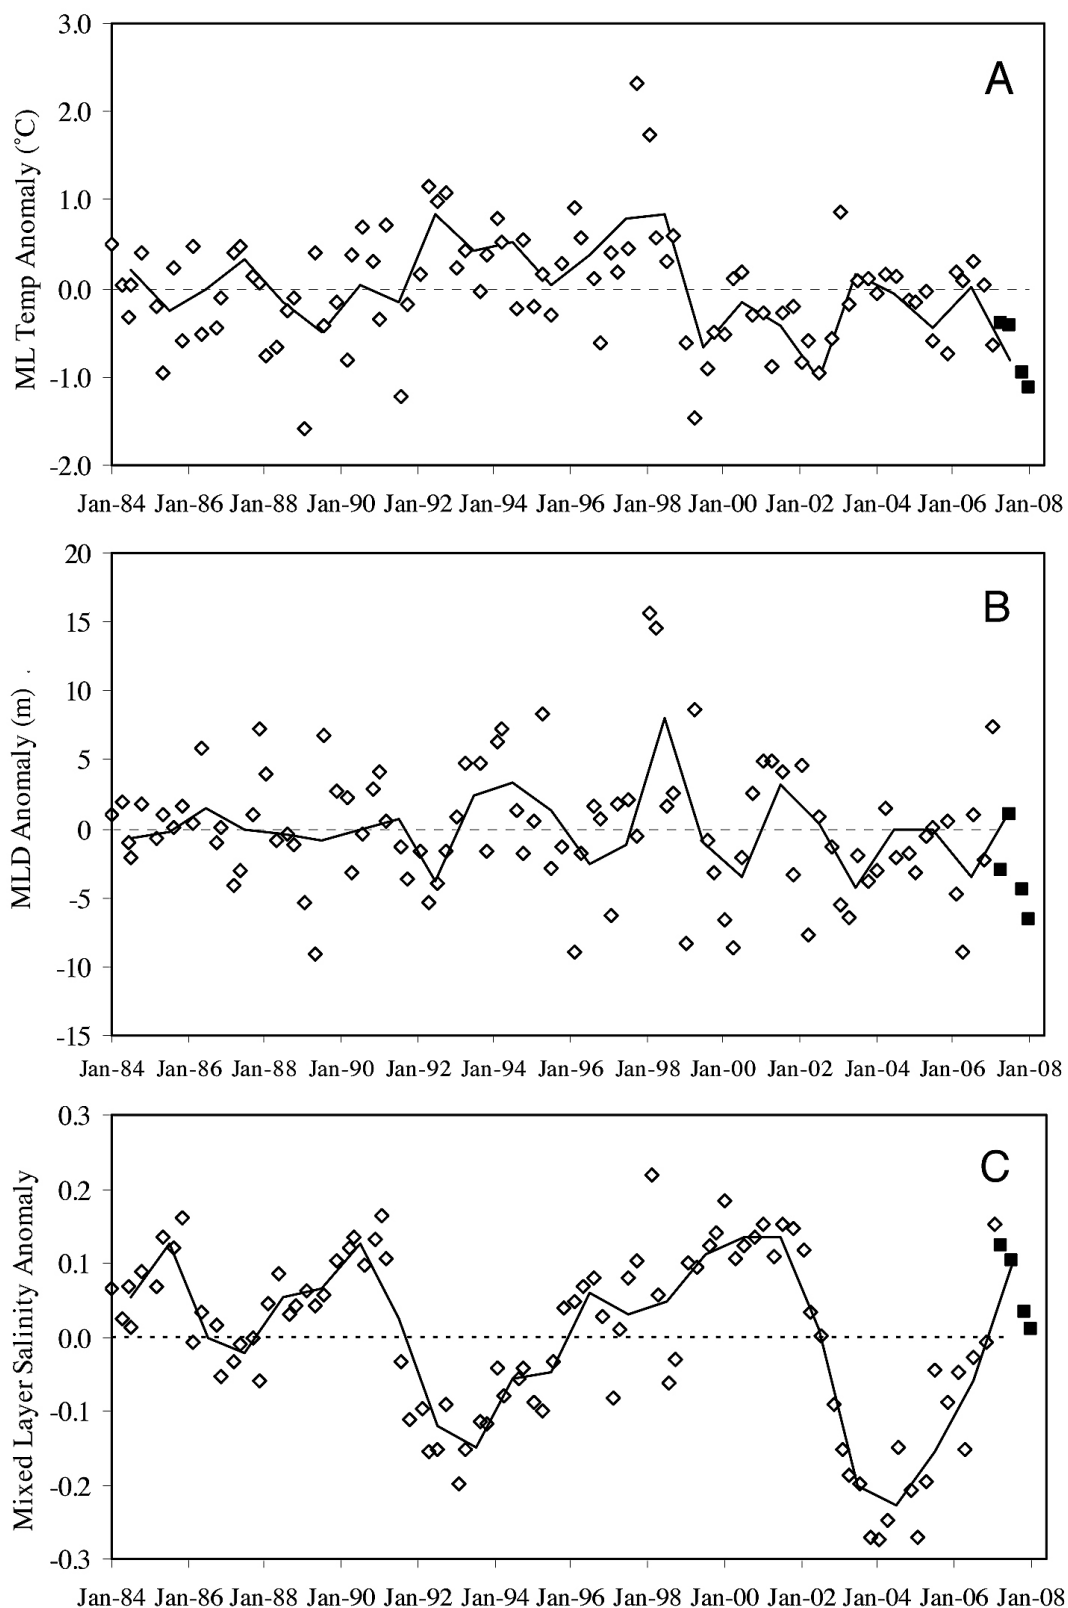 3.0
A
2.0
1.0
0.0
-1.0
-2.0
ML Temp Anomaly (°C)
Jan-84 Jan-86 Jan-88 Jan-90 Jan-92 Jan-94 Jan-96 Jan-98 Jan-00 Jan-02 Jan-04 Jan-06 Jan-08
20
B
15
10
5
0
-5
-10
-15
MLD Anomaly (m) .
Jan-84 Jan-86 Jan-88 Jan-90 Jan-92 Jan-94 Jan-96 Jan-98 Jan-00 Jan-02 Jan-04 Jan-06 Jan-08
0.3
C
0.2
0.1
0.0
-0.1
-0.2
-0.3
Mixed Layer Salinity Anomaly
Jan-84 Jan-86 Jan-88 Jan-90 Jan-92 Jan-94 Jan-96 Jan-98 Jan-00 Jan-02 Jan-04 Jan-06 Jan-08